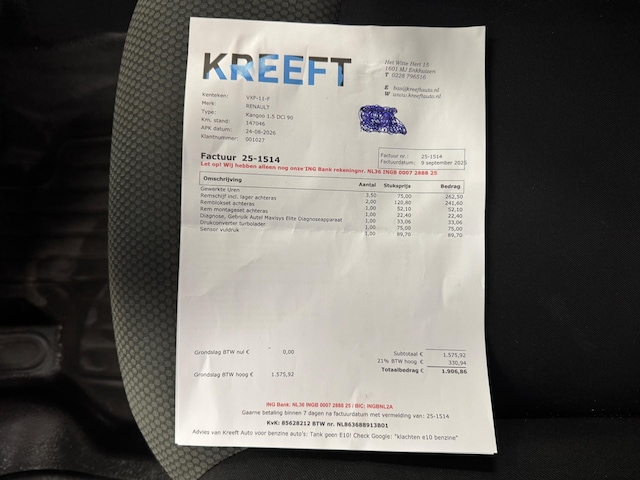 KREEFT
Het Witte Hert 18
1601 MJ Enkhuizen
T 0228 796516
E bas@kreeftauto.nl
W www.kreeftauto.nl
Kenteken: VXF-11-F
Merk: RENAULT
Type: Kangoo 1.5 DCI 90
Km. stand: 147046
APK datum: 24-08-2026
Klantnummer: 001027
Factuur 25-1514
Factuur nr.: 25-1514
Factuurdatum: 9 september 2025
Let op! Wij hebben alleen nog onze ING Bank rekeningnr. NL36 INGB 0007 2888 25
Omschrijving Aantal Stuksprijs Bedrag
Gewerkte Uren 3,50 75,00 262,50
Remschijf incl. lager achteras 2,00 120,80 241,60
Remblokset achteras 1,00 52,10 52,10
Rem montageset achteras 1,00 22,40 22,40
Diagnose, Gebruik Autel Maxisys Elite Diagnoseapparaat 1,00 33,06 33,06
Drukconverter turbolader 1,00 75,00 75,00
Sensor vuldruk 1,00 89,70 89,70
Grondslag BTW nul € 0,00
Subtotaal € 1.575,92
21% BTW hoog € 330,94
Grondslag BTW hoog € 1.575,92
Totaalbedrag € 1.906,86
ING Bank: NL36 INGB 0007 2888 25 / BIC: INGBNL2A
Gaarne betaling binnen 7 dagen na factuurdatum met vermelding van: 25-1514
KvK: 85628212 BTW nr. NL863688913B01
Advies van Kreeft Auto voor benzine auto's: Tank geen E10! Check Google: "klachten e10 benzine"